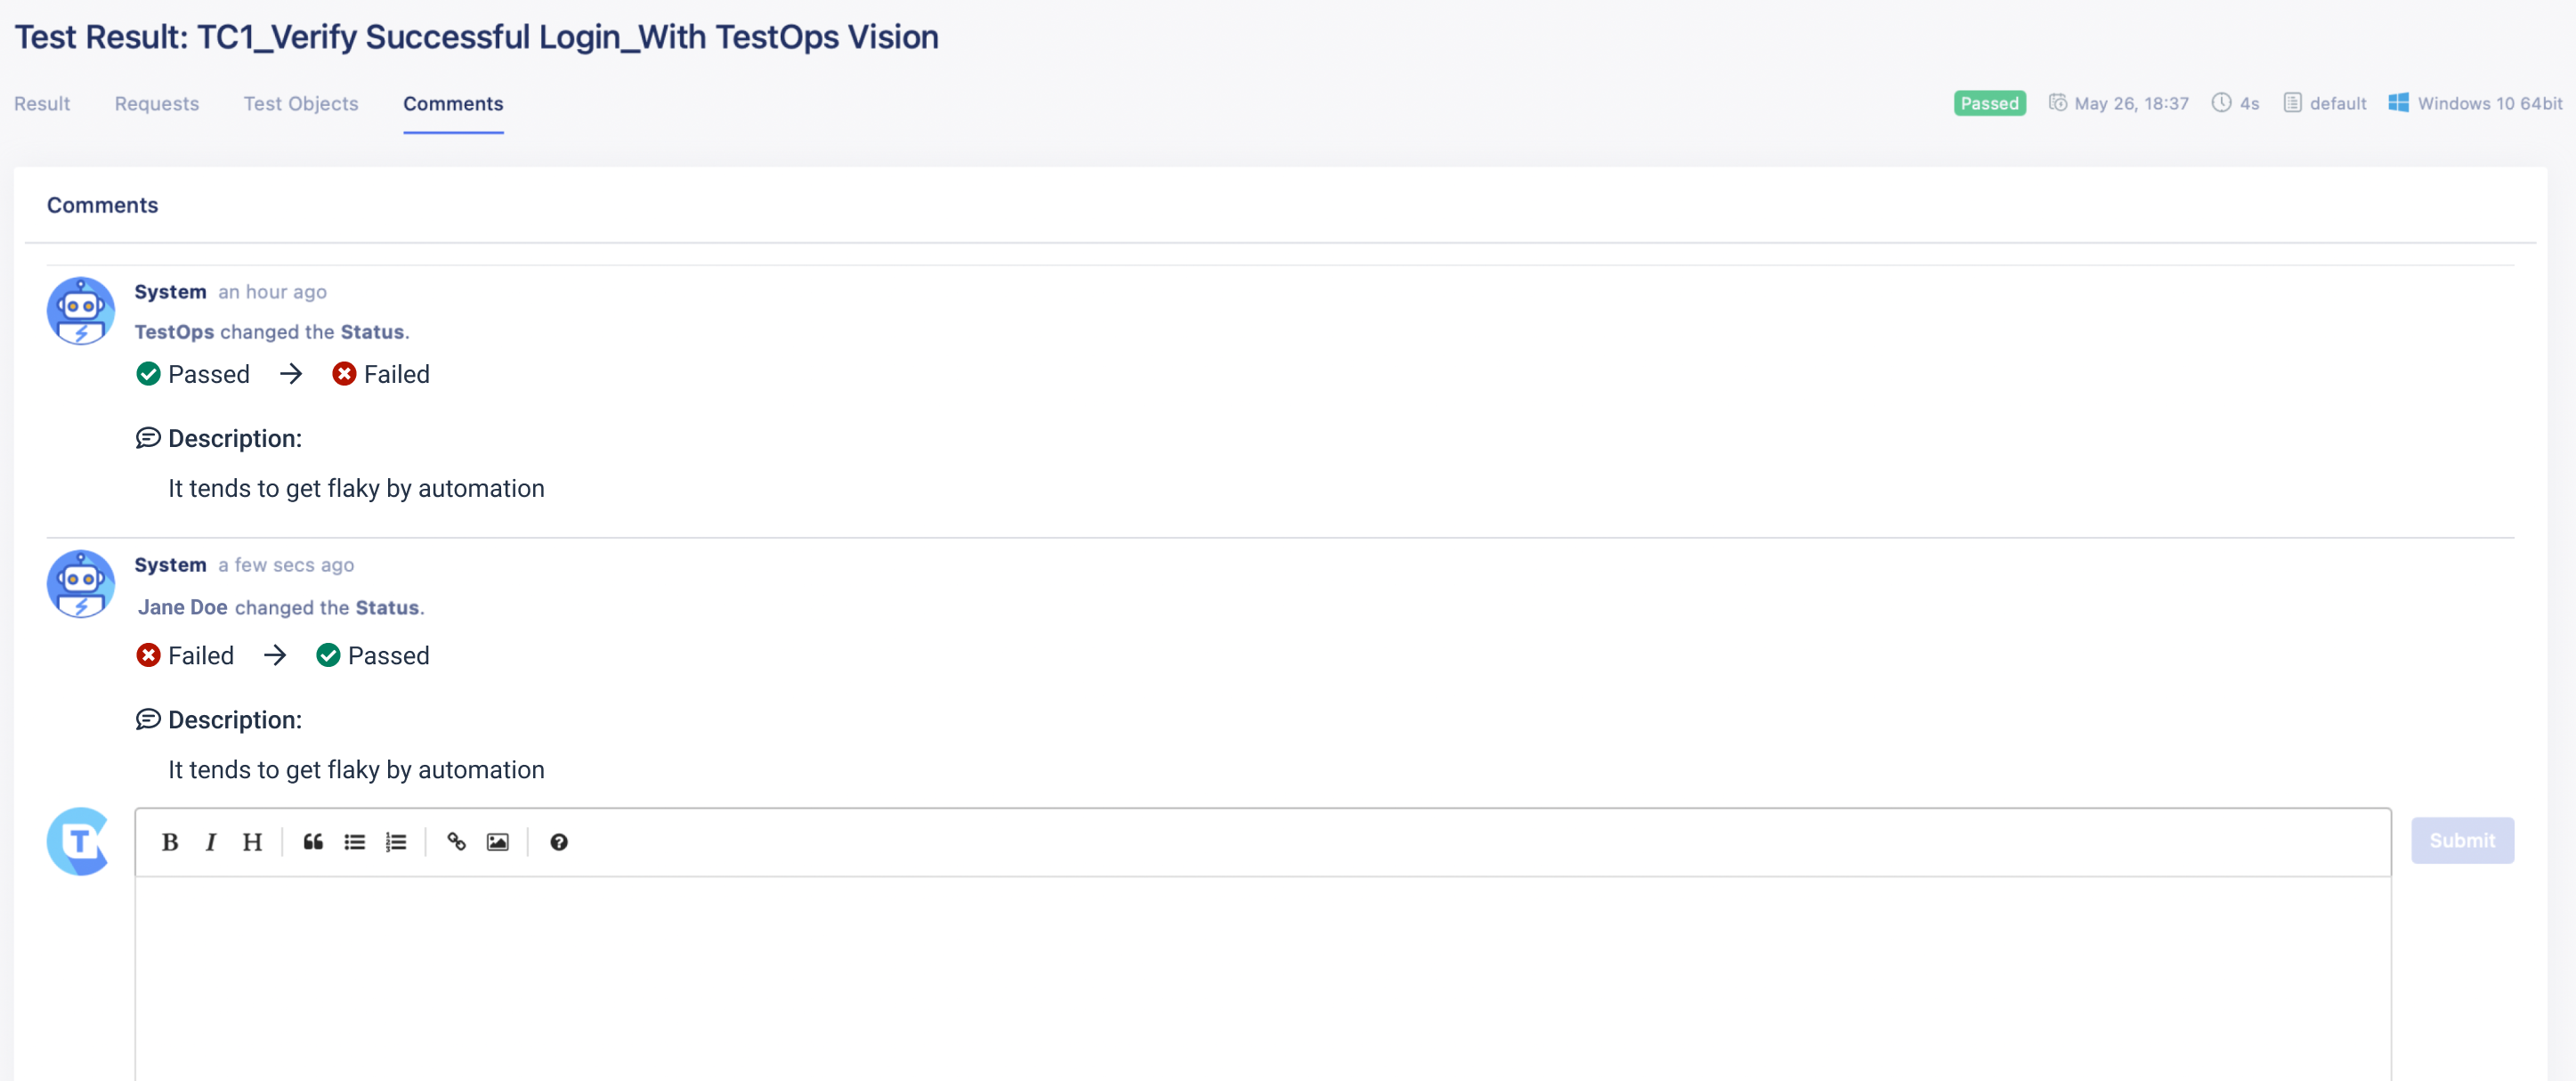 Test Result: TC1_Verify Successful Login_With TestOps Vision
Result Requests Test Objects Comments Passed May 26, 18:37 4s default Windows 10 64bit
Comments
System an hour ago
TestOps changed the Status.
Passed → Failed
Description:
It tends to get flaky by automation
System a few secs ago
Jane Doe changed the Status.
Failed → Passed
Description:
It tends to get flaky by automation
B I H Submit